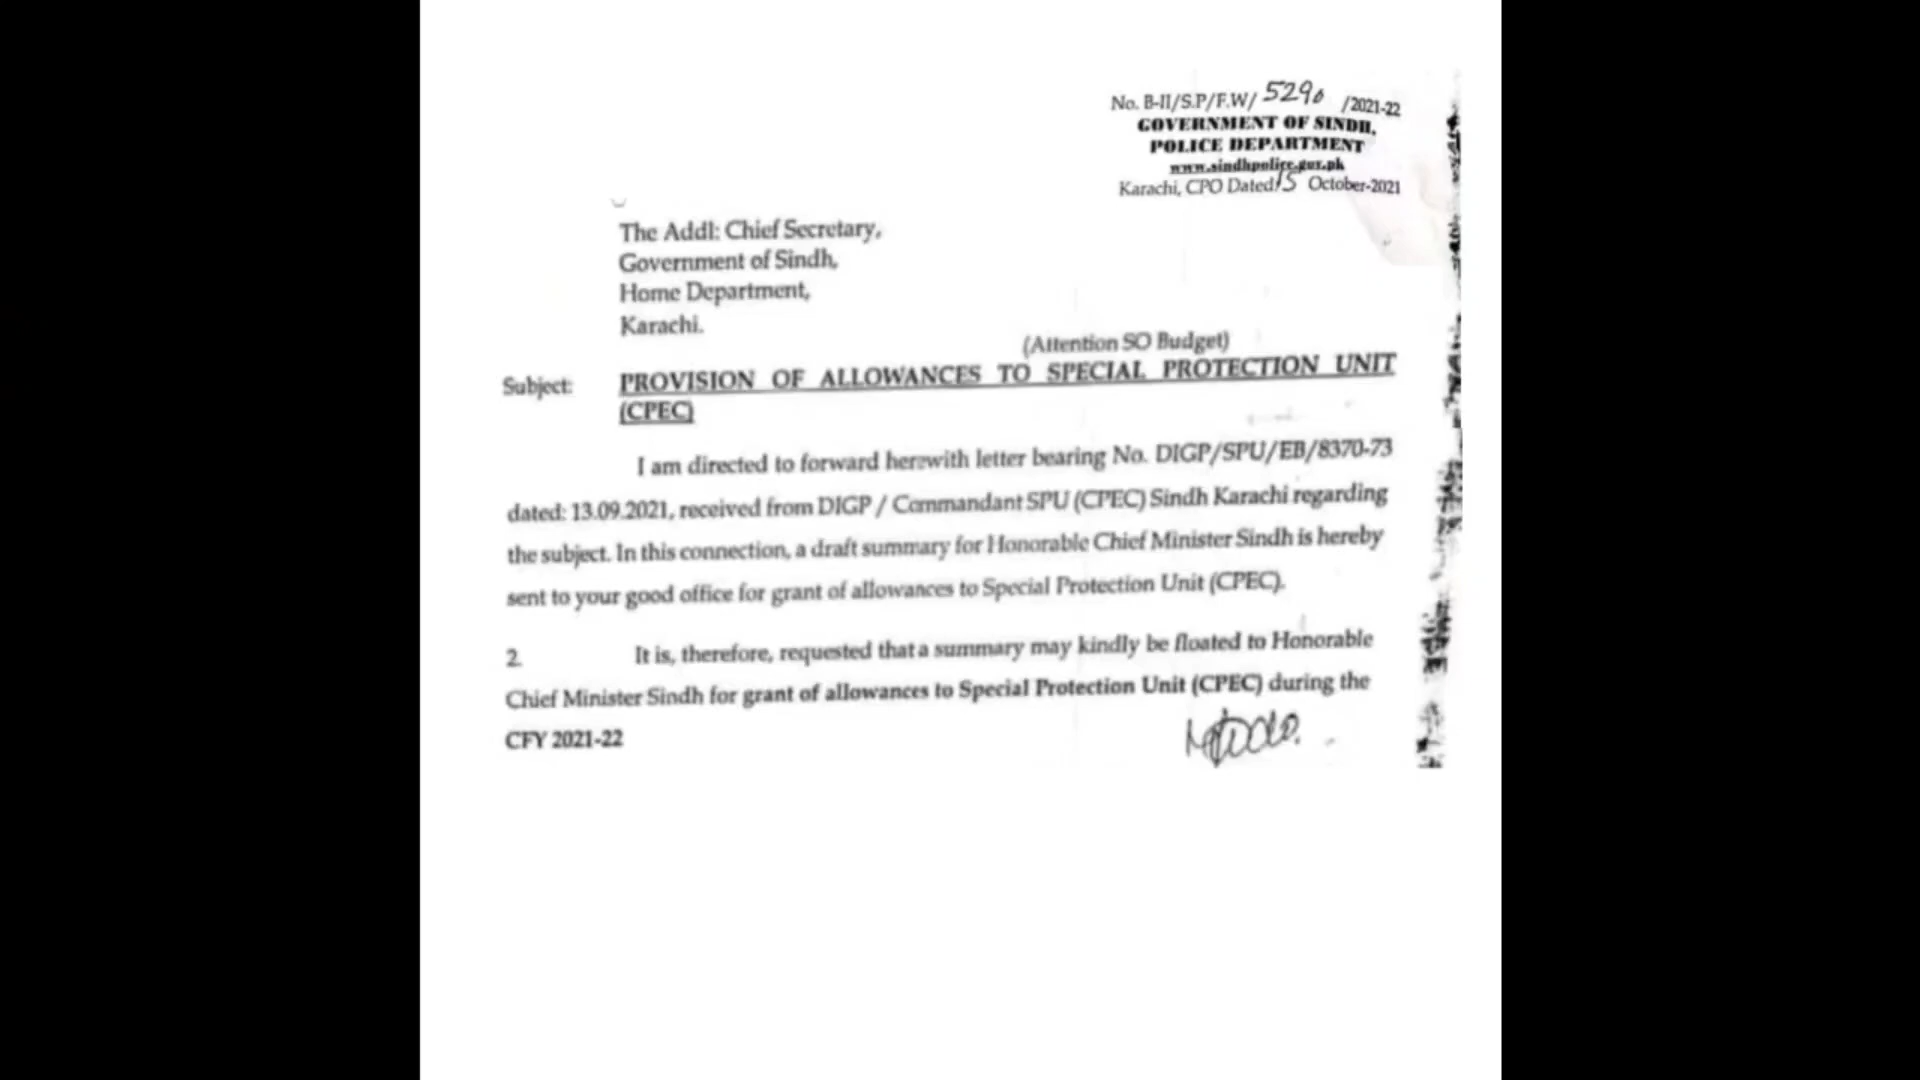 No. B-II/S.P/F.W/ 5290 /2021-22
GOVERNMENT OF SINDH,
POLICE DEPARTMENT
www.sindhpolice.gov.pk
Karachi, CPO Dated 15 October-2021
The Addl: Chief Secretary,
Government of Sindh,
Home Department,
Karachi.
(Attention SO Budget)
Subject: PROVISION OF ALLOWANCES TO SPECIAL PROTECTION UNIT
(CPEC)
I am directed to forward herewith letter bearing No. DIGP/SPU/EB/8370-73
dated: 13.09.2021, received from DIGP / Commandant SPU (CPEC) Sindh Karachi regarding
the subject. In this connection, a draft summary for Honorable Chief Minister Sindh is hereby
sent to your good office for grant of allowances to Special Protection Unit (CPEC).
2. It is, therefore, requested that a summary may kindly be floated to Honorable
Chief Minister Sindh for grant of allowances to Special Protection Unit (CPEC) during the
CFY 2021-22